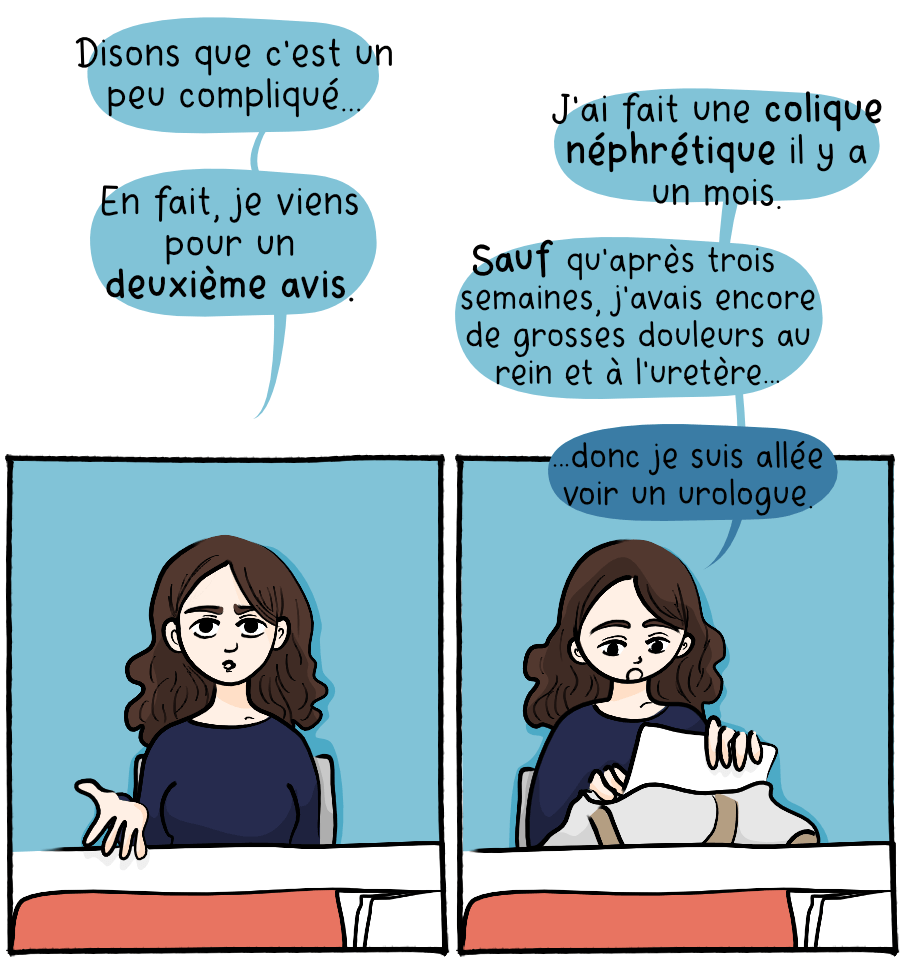 Disons que c'est un
peu compliqué...
En fait, je viens
pour un
deuxième avis.
J'ai fait une colique
néphrétique il y a
un mois.
Sauf qu'après trois
semaines, j'avais encore
de grosses douleurs au
rein et à l'uretère...
...donc je suis allée
voir un urologue.